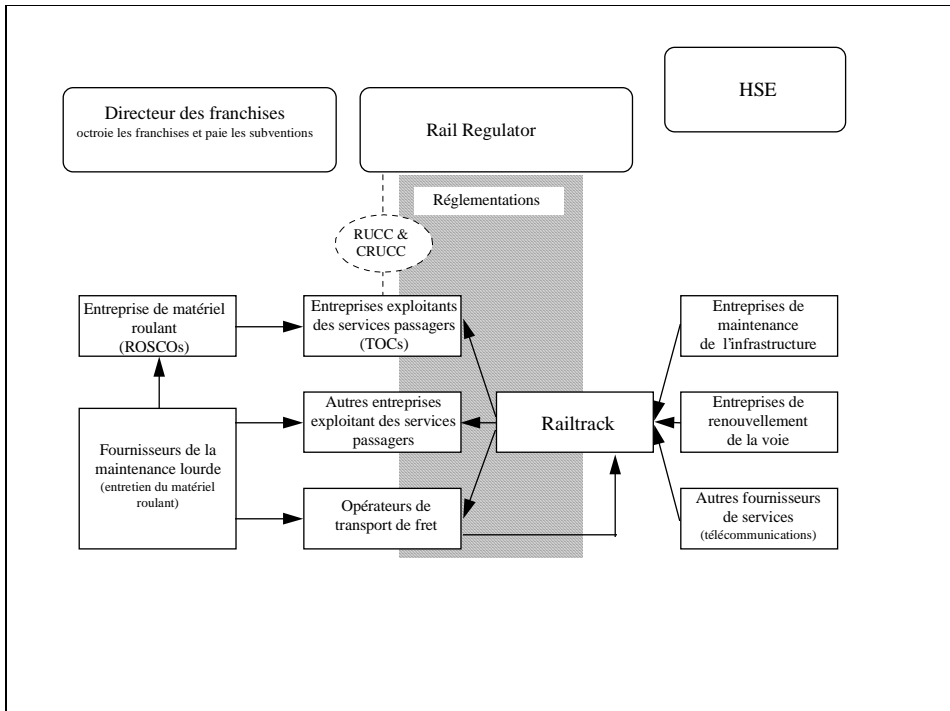 HSE
Directeur des franchises
octroie les franchises et paie les subventions
Rail Regulator
Réglementations
RUCC &
CRUCC
Entreprise de matériel
roulant
(ROSCOs)
Entreprises exploitants
des services passagers
(TOCs)
Entreprises de
maintenance
de l'infrastructure
Fournisseurs de la
maintenance lourde
(entretien du matériel
roulant)
Autres entreprises
exploitant des services
passagers
Railtrack
Entreprises de
renouvellement
de la voie
Opérateurs de
transport de fret
Autres fournisseurs
de services
(télécommunications)